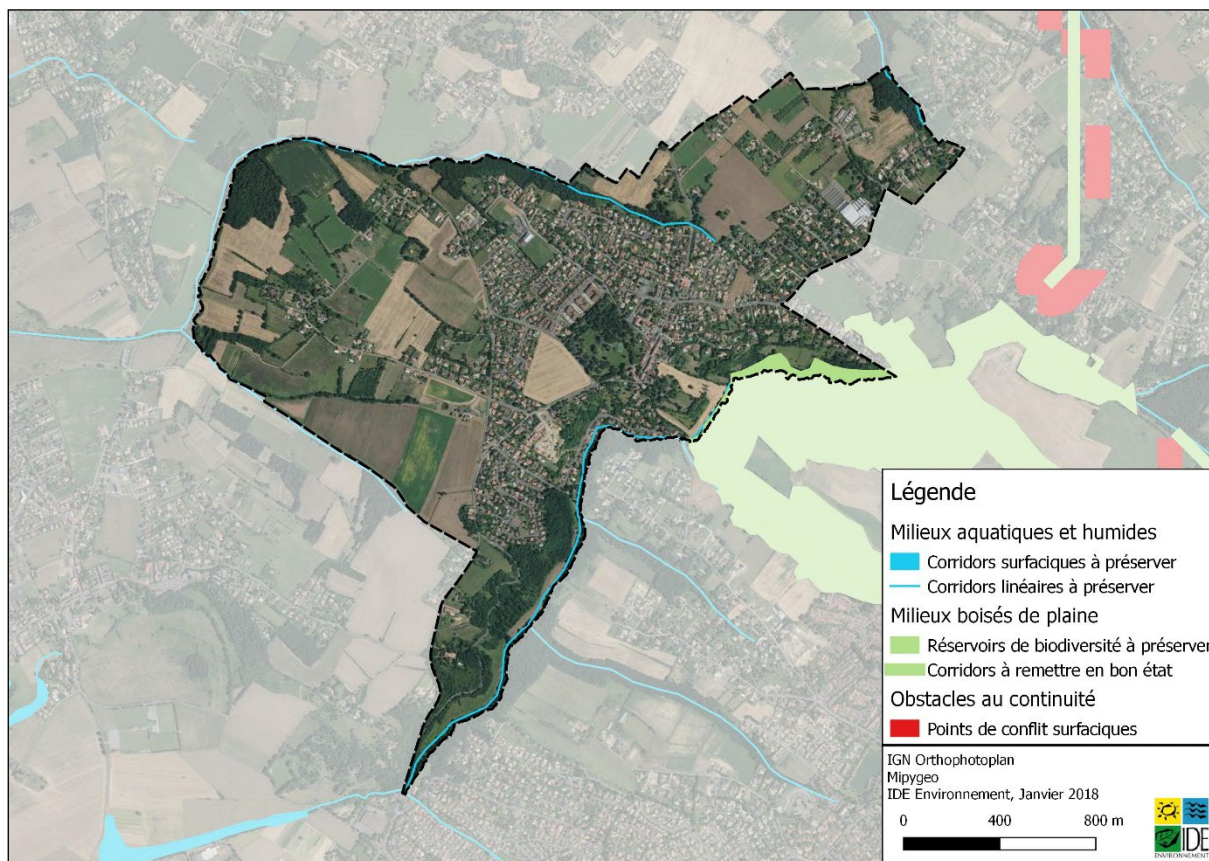 Légende
Milieux aquatiques et humides
Corridors surfaciques à préserver
Corridors linéaires à préserver
Milieux boisés de plaine
Réservoirs de biodiversité à préserver
Corridors à remettre en bon état
Obstacles au continuité
Points de conflit surfaciques
IGN Orthophotoplan
Mipygeo
IDE Environnement, Janvier 2018
0 400 800 m
IDE
ENVIRONNEMENT